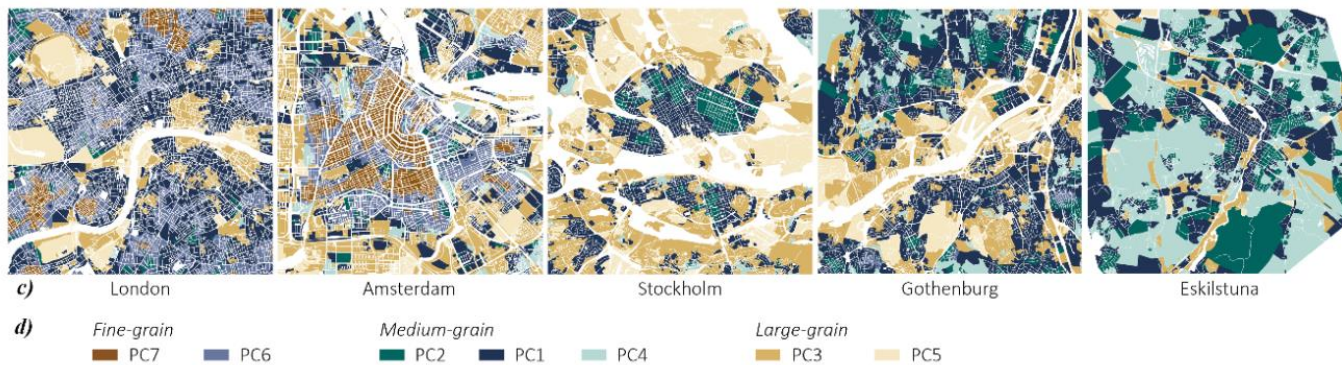 c) London Amsterdam Stockholm Gothenburg Eskilstuna
d) Fine-grain Medium-grain Large-grain
PC7 PC6 PC2 PC1 PC4 PC3 PC5